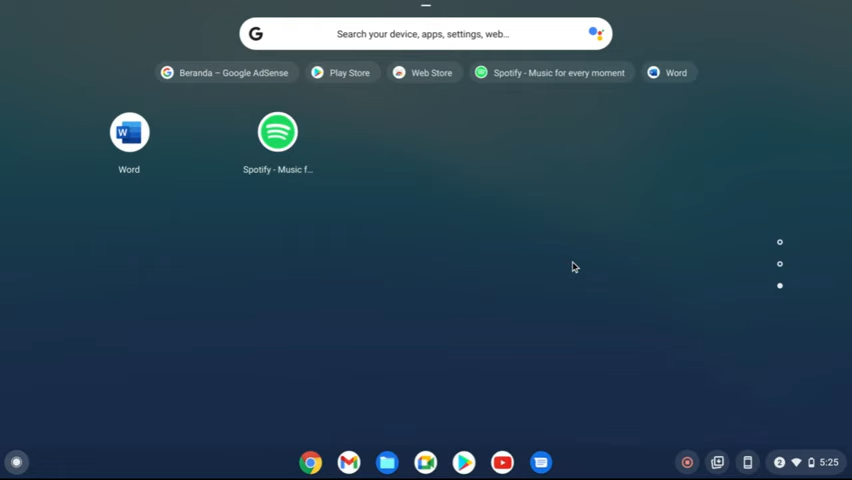 Search your device, apps, settings, web...
Beranda – Google AdSense
Play Store
Web Store
Spotify - Music for every moment
Word
Word
Spotify - Music f...
2
5:25